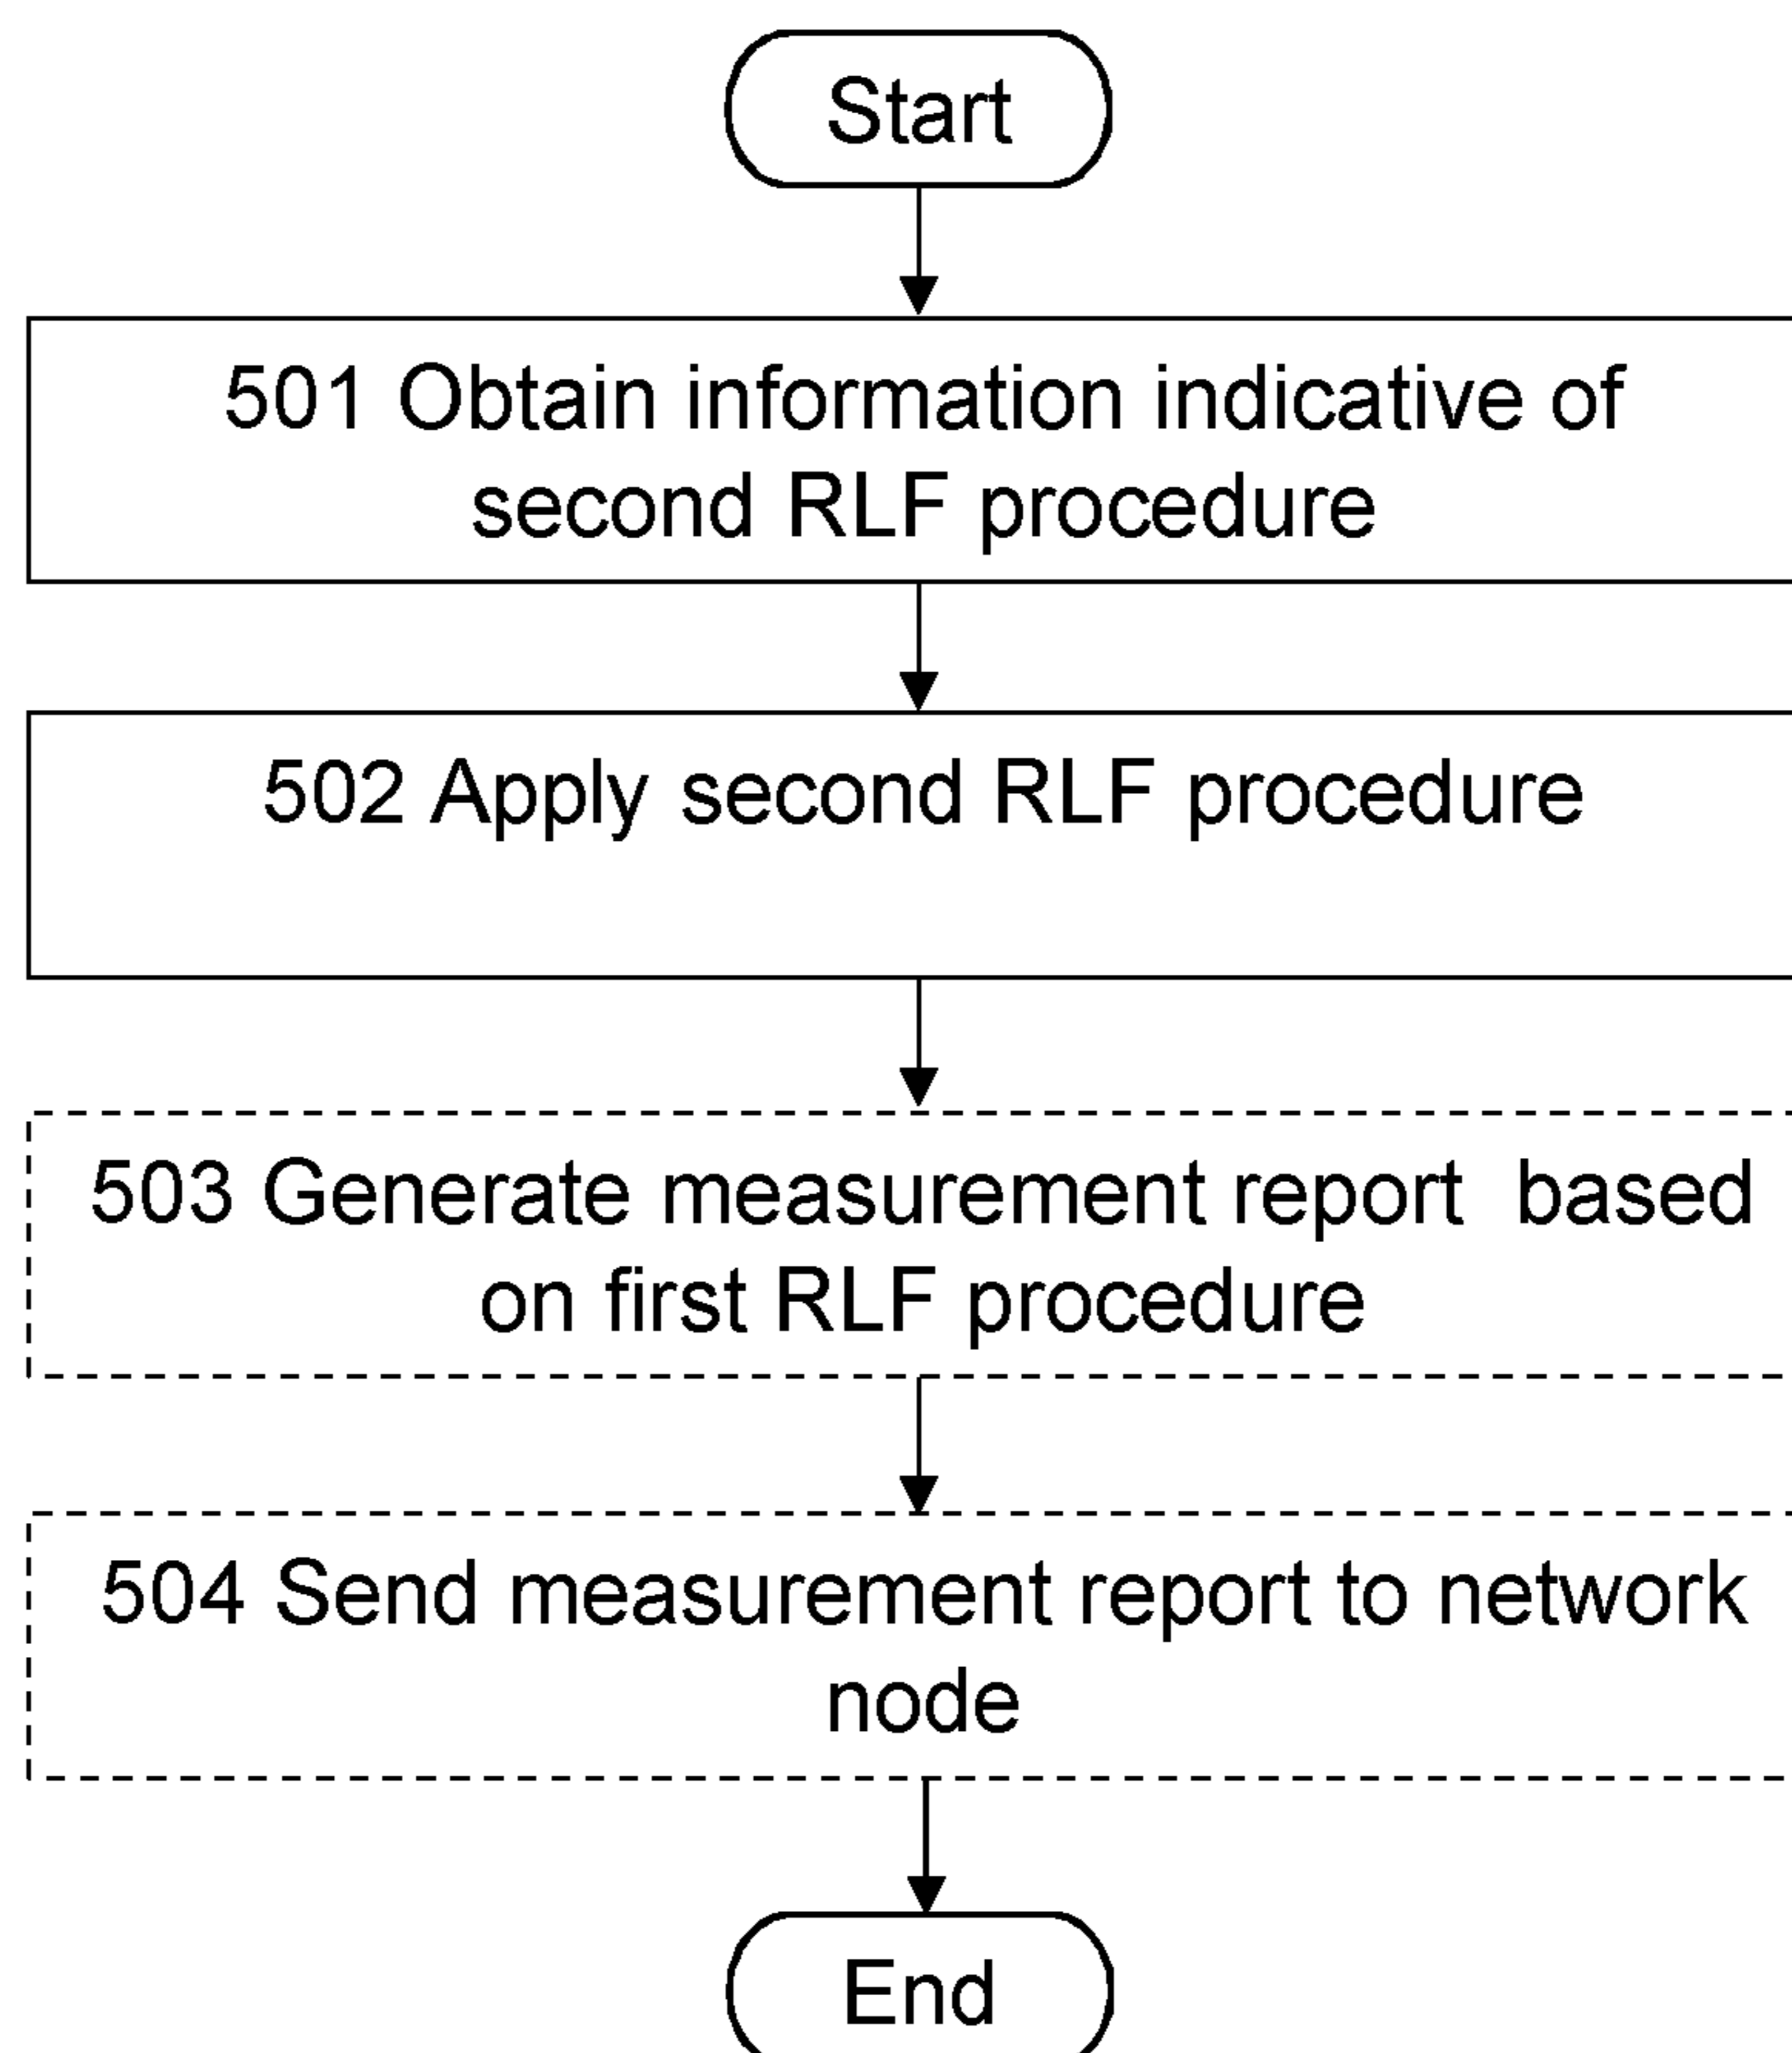 Start
501 Obtain information indicative of
second RLF procedure
502 Apply second RLF procedure
503 Generate measurement report based
on first RLF procedure
504 Send measurement report to network
node
End